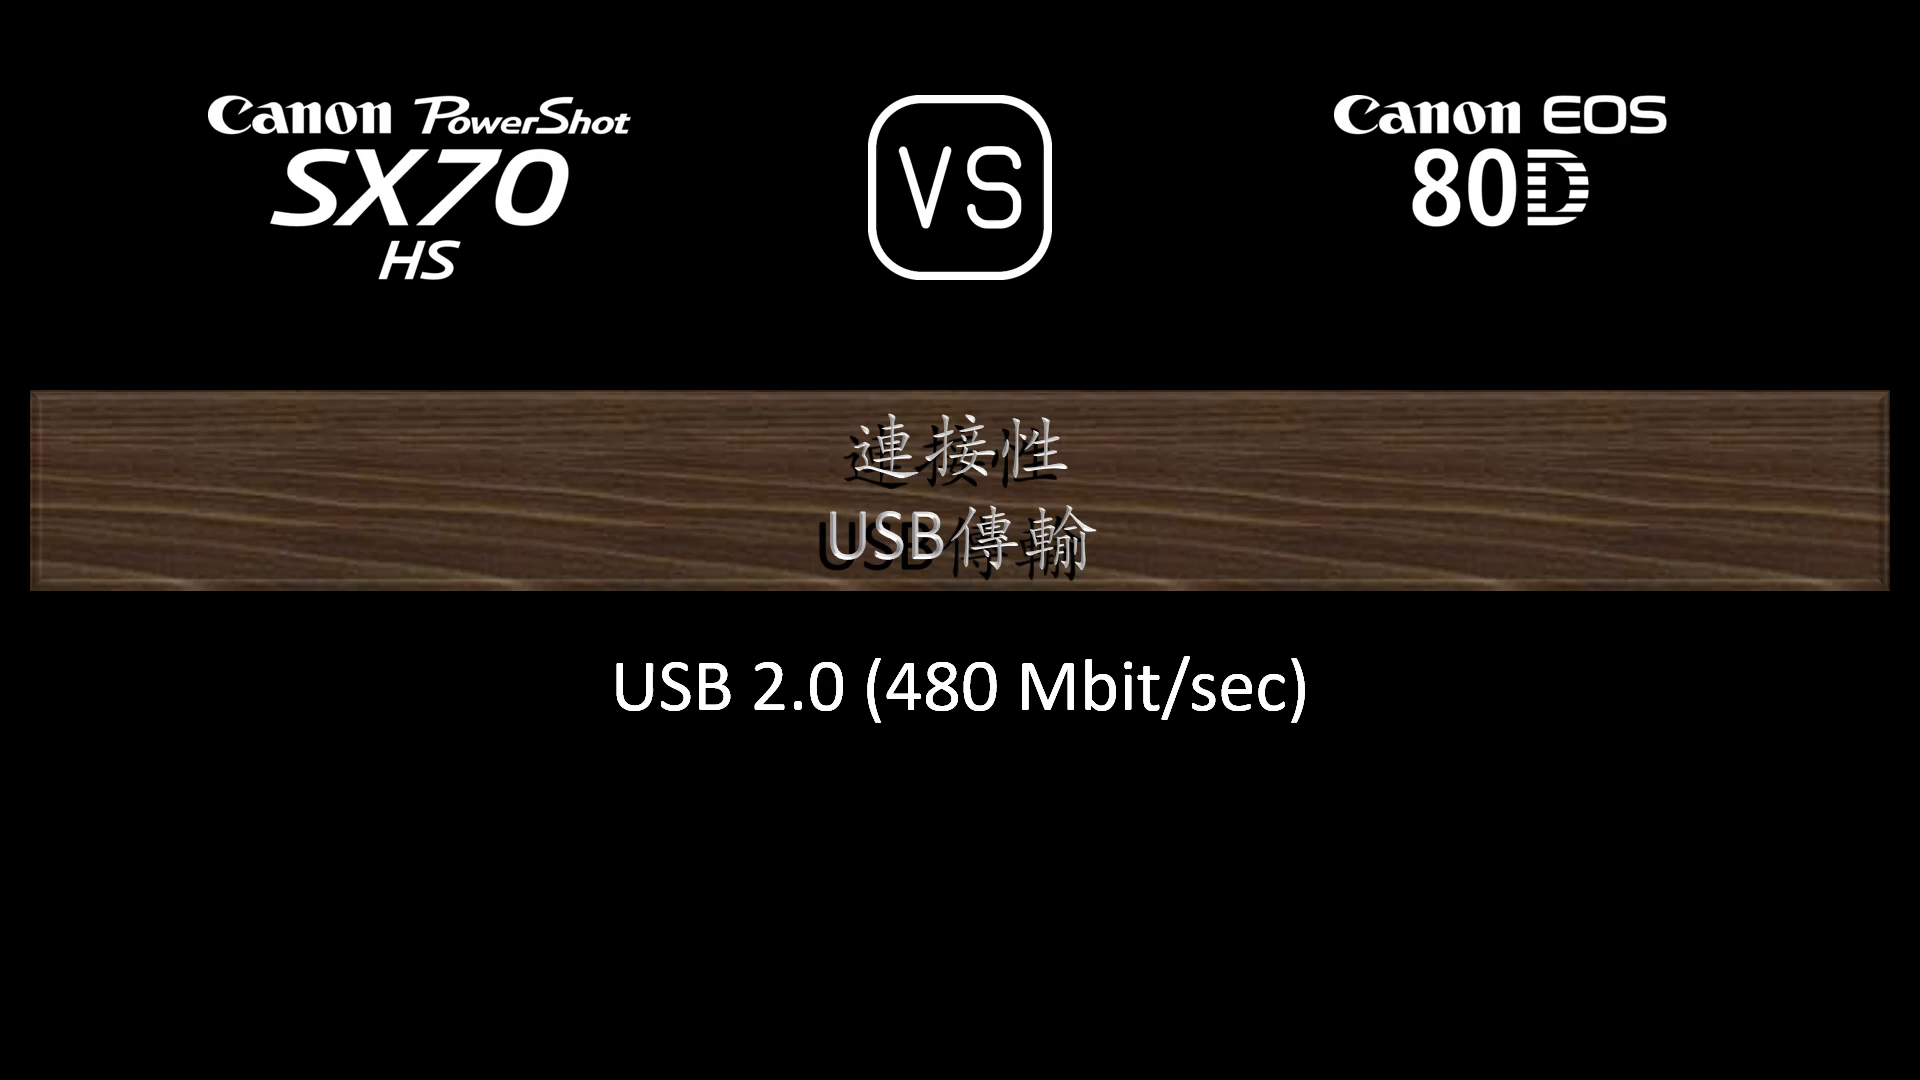 Canon PowerShot
SX70
HS
VS
Canon EOS
80D
連接性
USB傳輸
USB 2.0 (480 Mbit/sec)